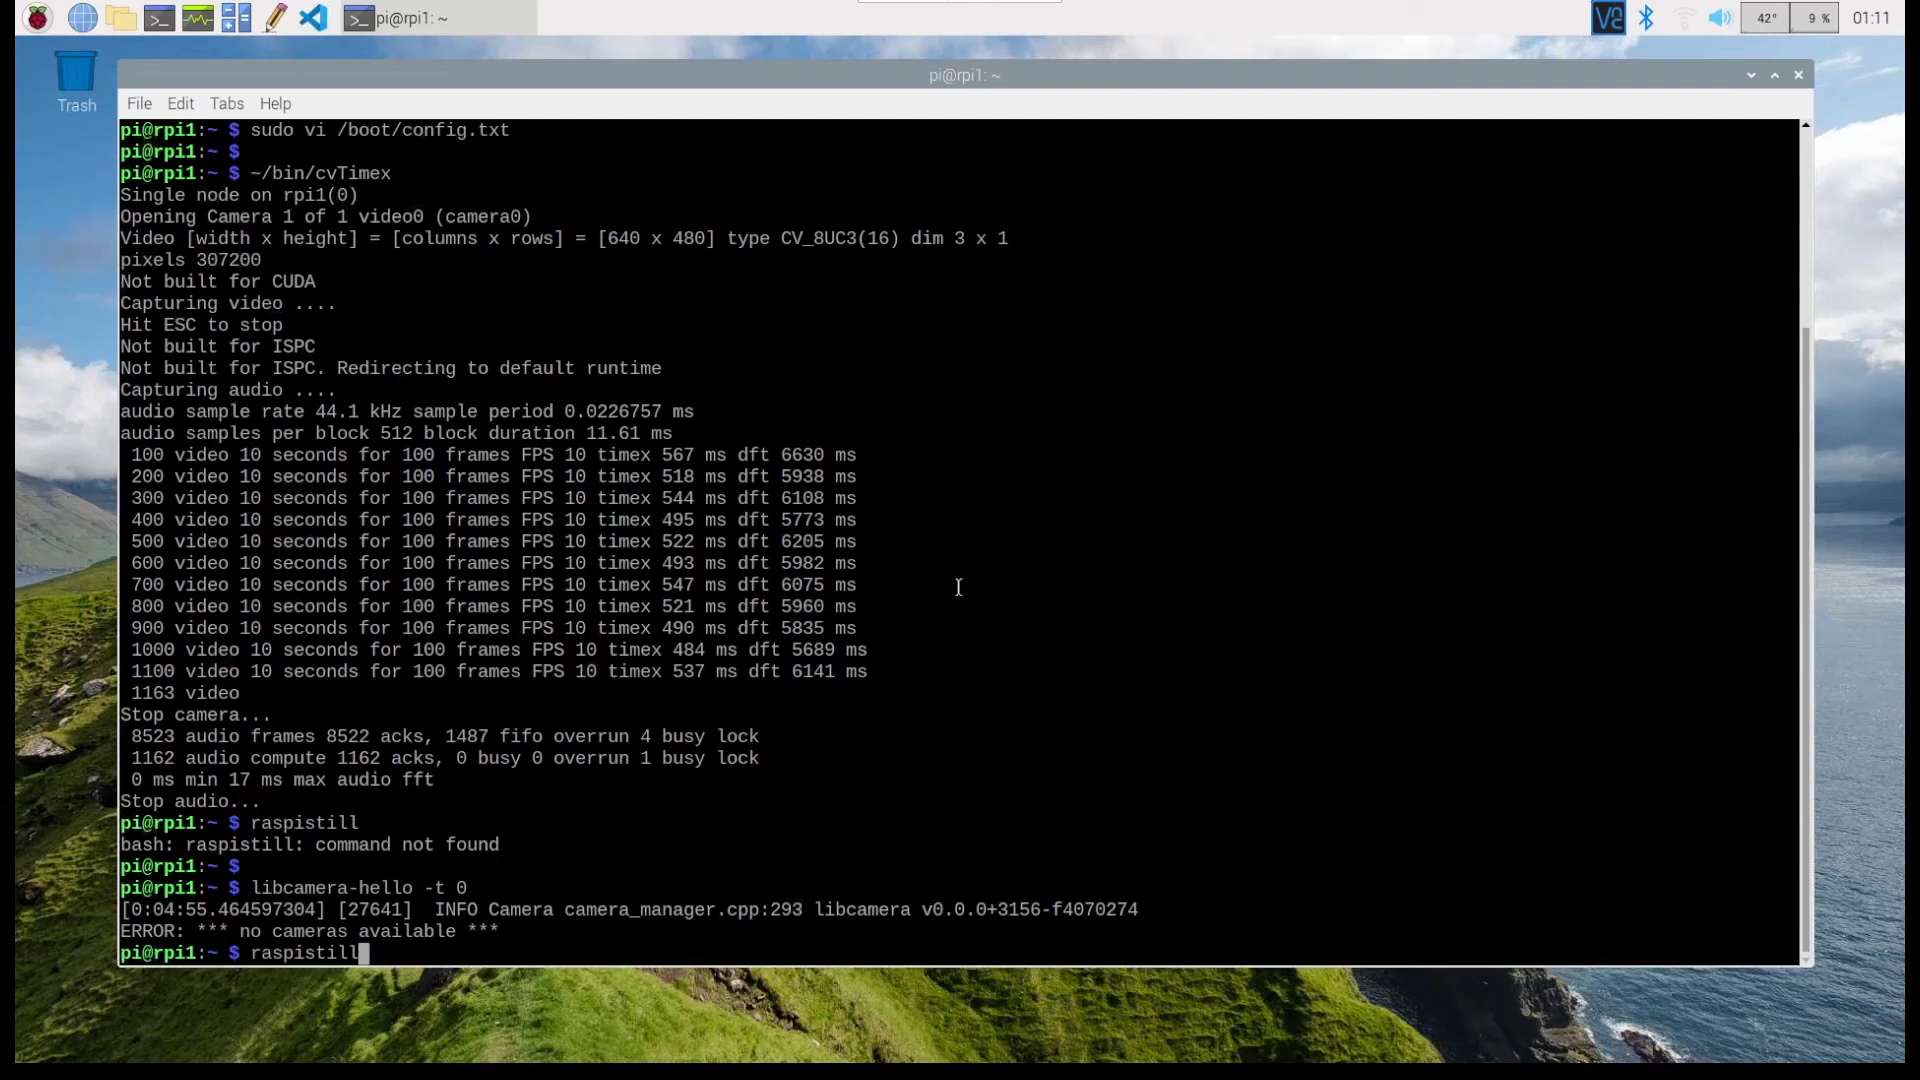 pi@rpi1: ~
42°
9 %
01:11
Trash
pi@rpi1: ~
File Edit Tabs Help
pi@rpi1:~ $ sudo vi /boot/config.txt
pi@rpi1:~ $
pi@rpi1:~ $ ~/bin/cvTimex
Single node on rpi1(0)
Opening Camera 1 of 1 video0 (camera0)
Video [width x height] = [columns x rows] = [640 x 480] type CV_8UC3(16) dim 3 x 1
pixels 307200
Not built for CUDA
Capturing video ....
Hit ESC to stop
Not built for ISPC
Not built for ISPC. Redirecting to default runtime
Capturing audio ....
audio sample rate 44.1 kHz sample period 0.0226757 ms
audio samples per block 512 block duration 11.61 ms
100 video 10 seconds for 100 frames FPS 10 timex 567 ms dft 6630 ms
200 video 10 seconds for 100 frames FPS 10 timex 518 ms dft 5938 ms
300 video 10 seconds for 100 frames FPS 10 timex 544 ms dft 6108 ms
400 video 10 seconds for 100 frames FPS 10 timex 495 ms dft 5773 ms
500 video 10 seconds for 100 frames FPS 10 timex 522 ms dft 6205 ms
600 video 10 seconds for 100 frames FPS 10 timex 493 ms dft 5982 ms
700 video 10 seconds for 100 frames FPS 10 timex 547 ms dft 6075 ms
800 video 10 seconds for 100 frames FPS 10 timex 521 ms dft 5960 ms
900 video 10 seconds for 100 frames FPS 10 timex 490 ms dft 5835 ms
1000 video 10 seconds for 100 frames FPS 10 timex 484 ms dft 5689 ms
1100 video 10 seconds for 100 frames FPS 10 timex 537 ms dft 6141 ms
1163 video
Stop camera...
8523 audio frames 8522 acks, 1487 fifo overrun 4 busy lock
1162 audio compute 1162 acks, 0 busy 0 overrun 1 busy lock
0 ms min 17 ms max audio fft
Stop audio...
pi@rpi1:~ $ raspistill
bash: raspistill: command not found
pi@rpi1:~ $
pi@rpi1:~ $ libcamera-hello -t 0
[0:04:55.464597304] [27641]  INFO Camera camera_manager.cpp:293 libcamera v0.0.0+3156-f4070274
ERROR: *** no cameras available ***
pi@rpi1:~ $ raspistill